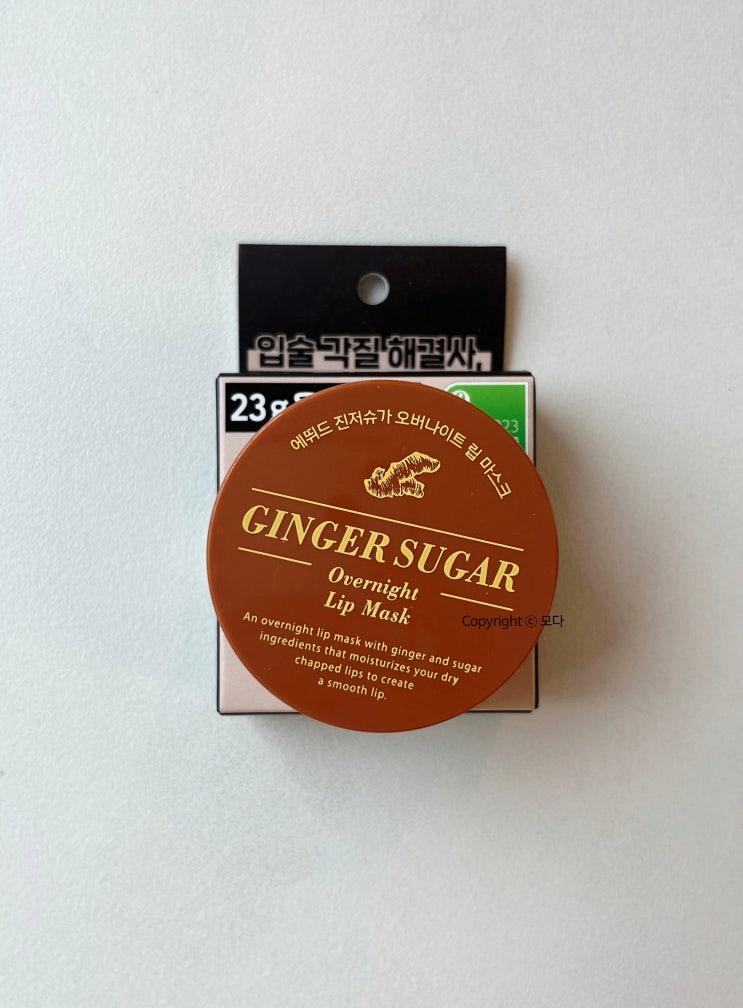 입술 각질 해결사,
23g
23
에뛰드 진저슈가 오버나이트 립 마스크
GINGER SUGAR
Overnight
Lip Mask
Copyright ⓒ 모다
An overnight lip mask with ginger and sugar
ingredients that moisturizes your dry
chapped lips to create
a smooth lip.